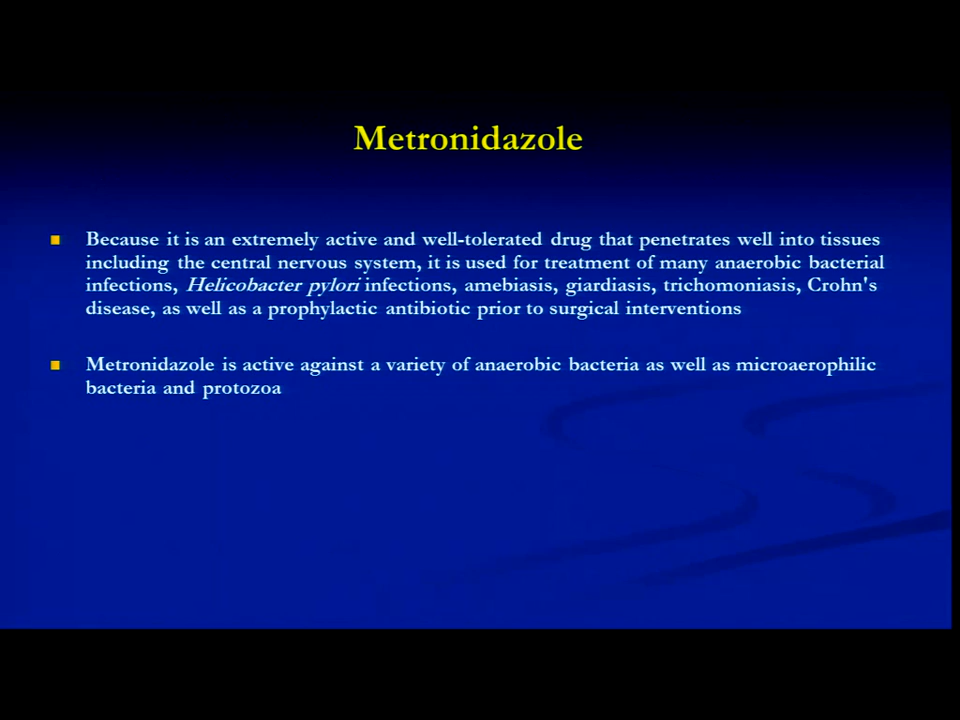 Metronidazole
Because it is an extremely active and well-tolerated drug that penetrates well into tissues
including the central nervous system, it is used for treatment of many anaerobic bacterial
infections, Helicobacter pylori infections, amebiasis, giardiasis, trichomoniasis, Crohn's
disease, as well as a prophylactic antibiotic prior to surgical interventions
Metronidazole is active against a variety of anaerobic bacteria as well as microaerophilic
bacteria and protozoa